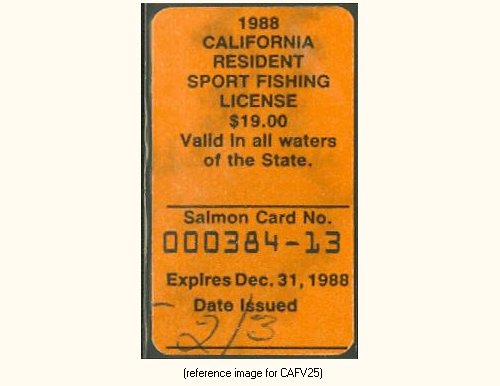 1988
CALIFORNIA
RESIDENT
SPORT FISHING
LICENSE
$19.00
Valid in all waters
of the State.
Salmon Card No.
000384-13
Expires Dec. 31, 1988
Date Issued
2/3
(reference image for CAFV25)